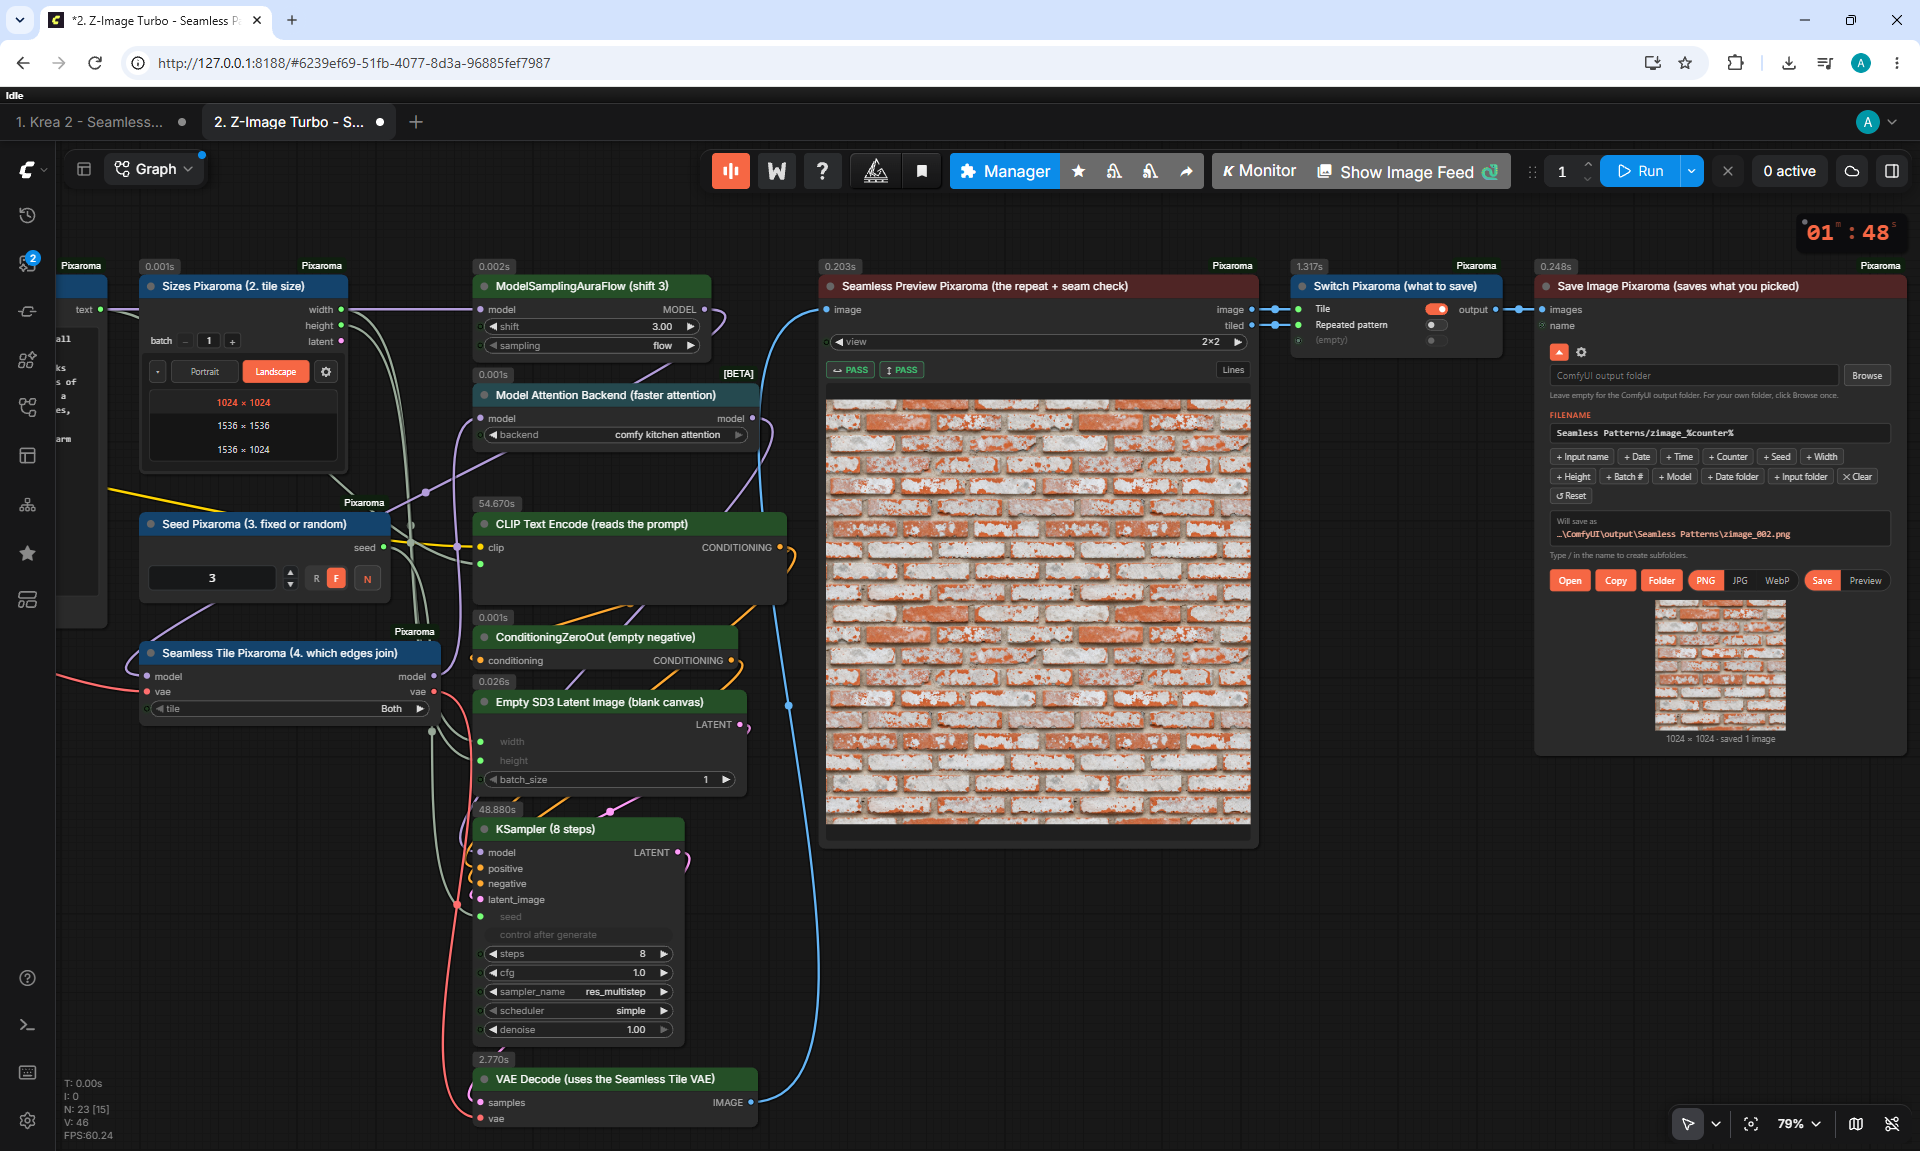 *2. Z-Image Turbo - Seamless P
http://127.0.0.1:8188/#6239ef69-51fb-4077-8d3a-96885fef7987
A
Idle
1. Krea 2 - Seamless...
2. Z-Image Turbo - S...
A
Graph
W
?
Manager
K Monitor
Show Image Feed
1
Run
0 active
01 m : 48 s
2
Pixaroma
text
all
ks
s of
a
es,
arm
0.001s
Pixaroma
Sizes Pixaroma (2. tile size)
width
height
latent
batch
1
Portrait
Landscape
1024 × 1024
1536 × 1536
1536 × 1024
Pixaroma
Seed Pixaroma (3. fixed or random)
seed
3
R
F
N
Pixaroma
Seamless Tile Pixaroma (4. which edges join)
model
model
vae
vae
tile
Both
0.002s
ModelSamplingAuraFlow (shift 3)
model
MODEL
shift
3.00
sampling
flow
0.001s
[BETA]
Model Attention Backend (faster attention)
model
model
backend
comfy kitchen attention
54.670s
CLIP Text Encode (reads the prompt)
clip
CONDITIONING
0.001s
ConditioningZeroOut (empty negative)
conditioning
CONDITIONING
0.026s
Empty SD3 Latent Image (blank canvas)
LATENT
width
height
batch_size
1
48.880s
KSampler (8 steps)
model
LATENT
positive
negative
latent_image
seed
control after generate
steps
8
cfg
1.0
sampler_name
res_multistep
scheduler
simple
denoise
1.00
2.770s
VAE Decode (uses the Seamless Tile VAE)
samples
IMAGE
vae
0.203s
Pixaroma
Seamless Preview Pixaroma (the repeat + seam check)
image
image
tiled
view
2×2
↔ PASS
↕ PASS
Lines
1.317s
Pixaroma
Switch Pixaroma (what to save)
Tile
output
Repeated pattern
(empty)
0.248s
Pixaroma
Save Image Pixaroma (saves what you picked)
images
name
ComfyUI output folder
Browse
Leave empty for the ComfyUI output folder. For your own folder, click Browse once.
FILENAME
Seamless Patterns/zimage_%counter%
+ Input name
+ Date
+ Time
+ Counter
+ Seed
+ Width
+ Height
+ Batch #
+ Model
+ Date folder
+ Input folder
× Clear
↺ Reset
Will save as
…\ComfyUI\output\Seamless Patterns\zimage_002.png
Type / in the name to create subfolders.
Open
Copy
Folder
PNG
JPG
WebP
Save
Preview
1024 × 1024 · saved 1 image
T: 0.00s
I: 0
N: 23 [15]
V: 46
FPS:60.24
79%